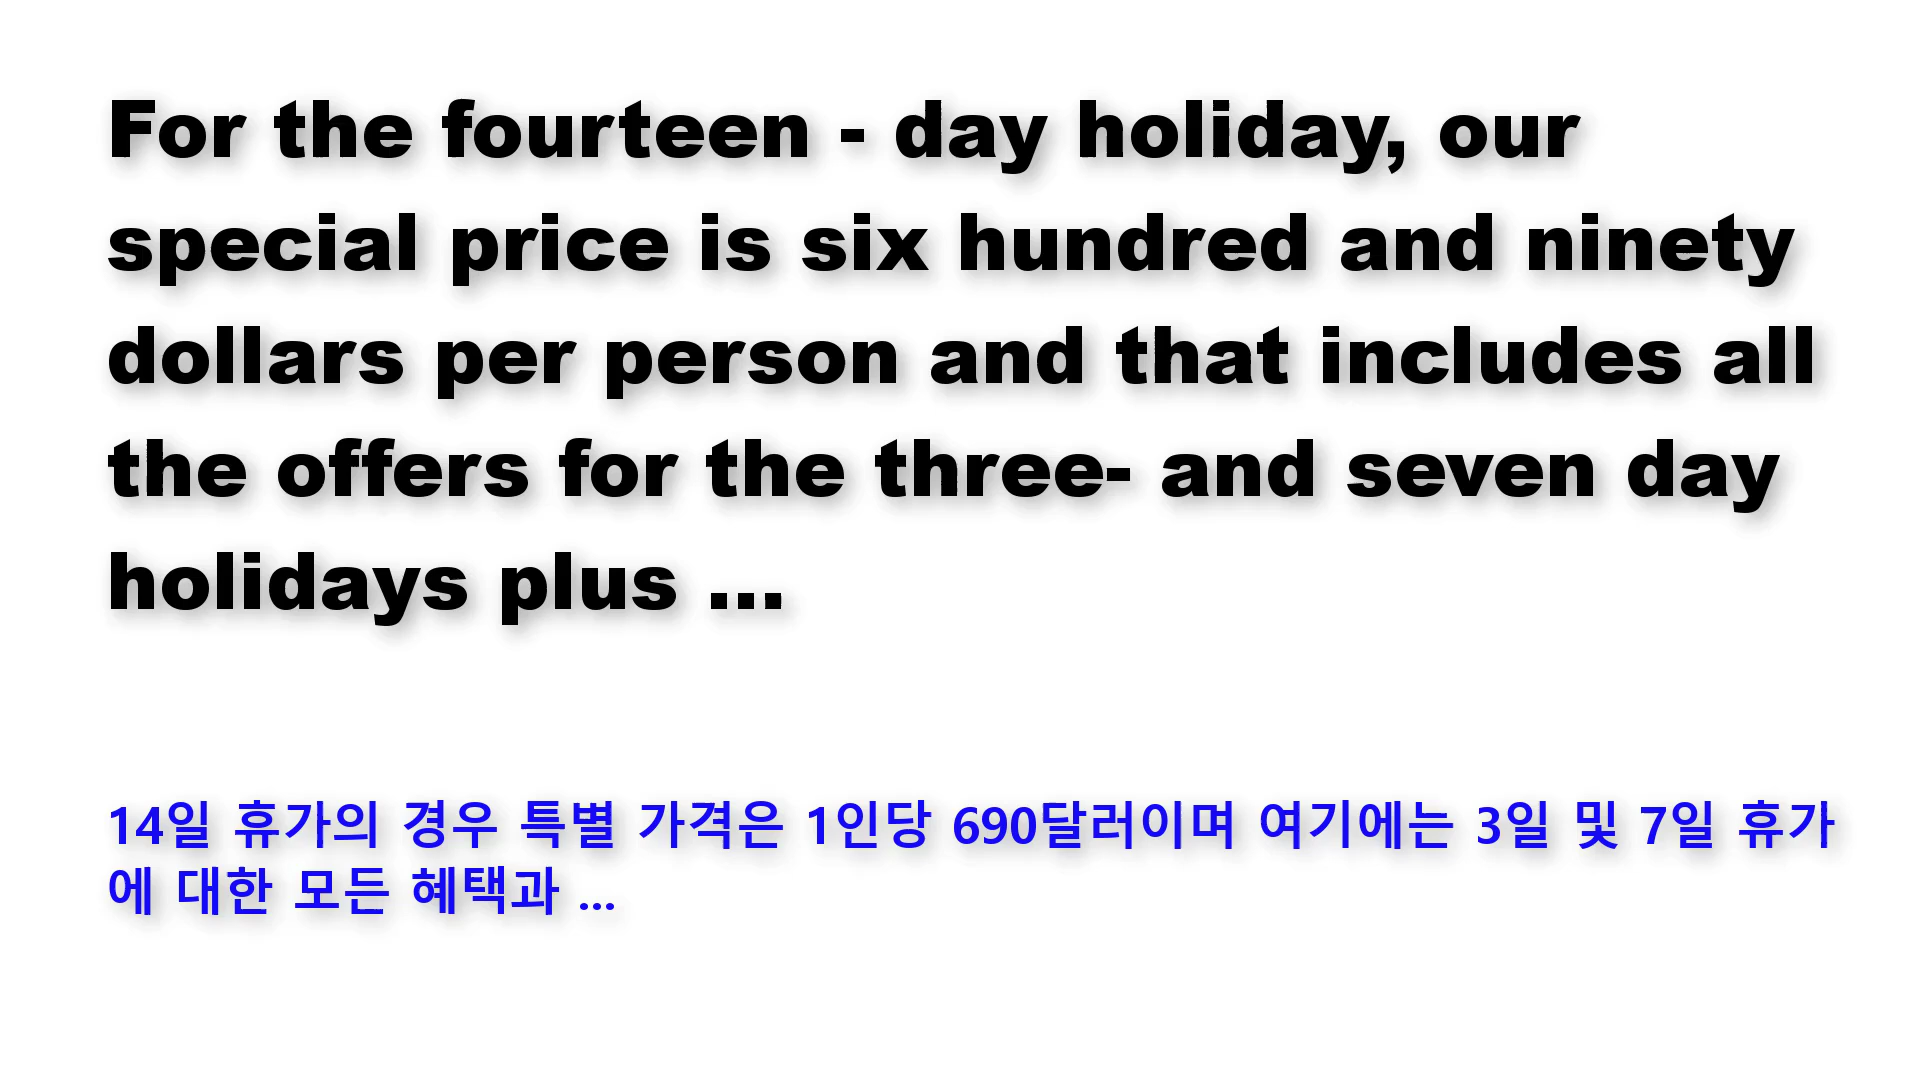 For the fourteen - day holiday, our
special price is six hundred and ninety
dollars per person and that includes all
the offers for the three- and seven day
holidays plus ...
14일 휴가의 경우 특별 가격은 1인당 690달러이며 여기에는 3일 및 7일 휴가
에 대한 모든 혜택과 ...